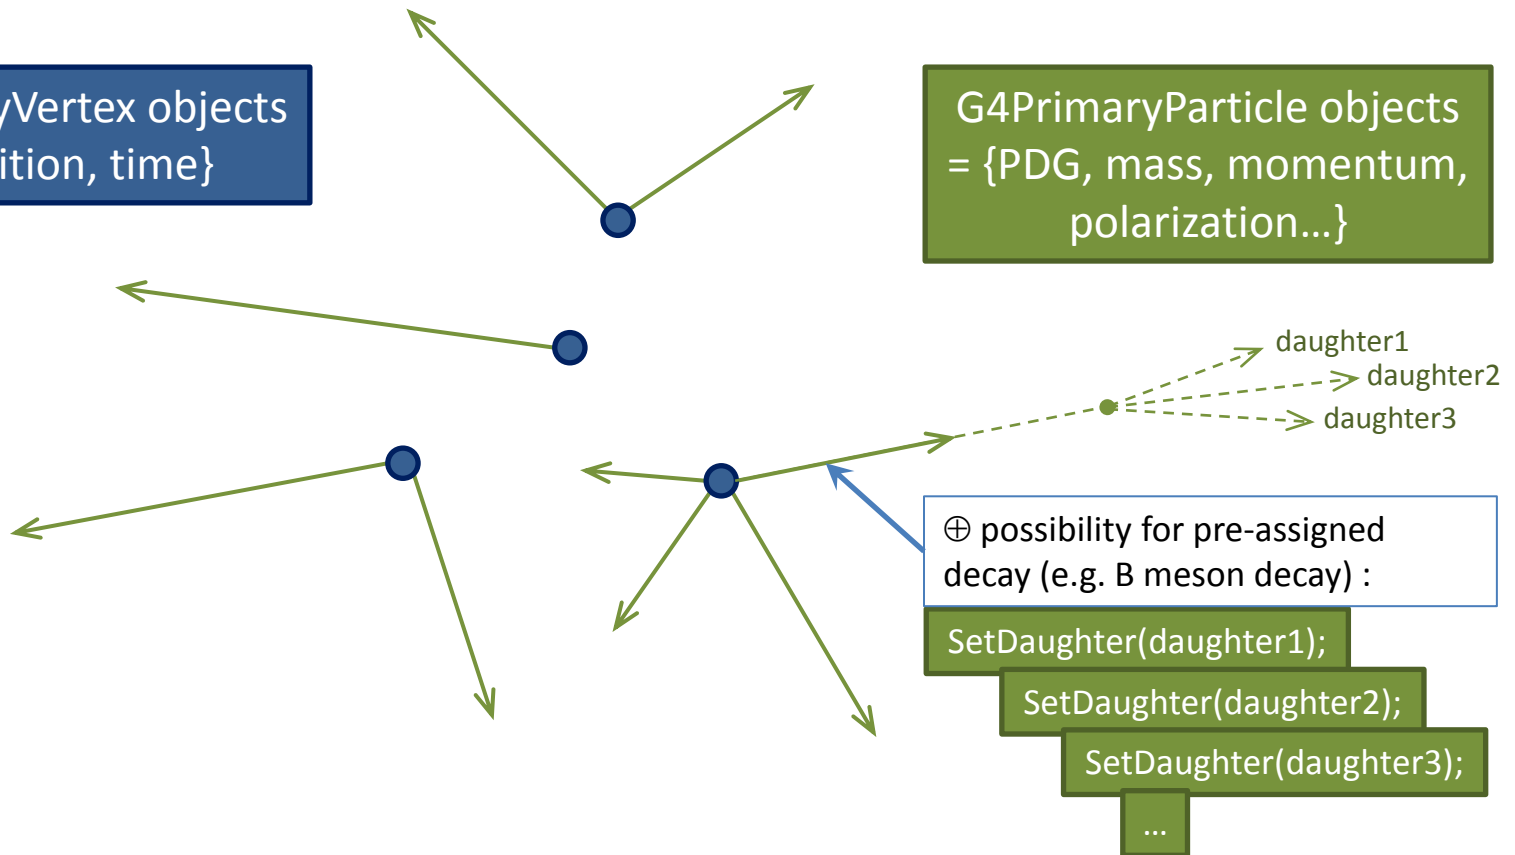 yVertex objects
ition, time}
G4PrimaryParticle objects
= {PDG, mass, momentum,
polarization…}
daughter1
daughter2
daughter3
⊕ possibility for pre-assigned
decay (e.g. B meson decay) :
SetDaughter(daughter1);
SetDaughter(daughter2);
SetDaughter(daughter3);
…